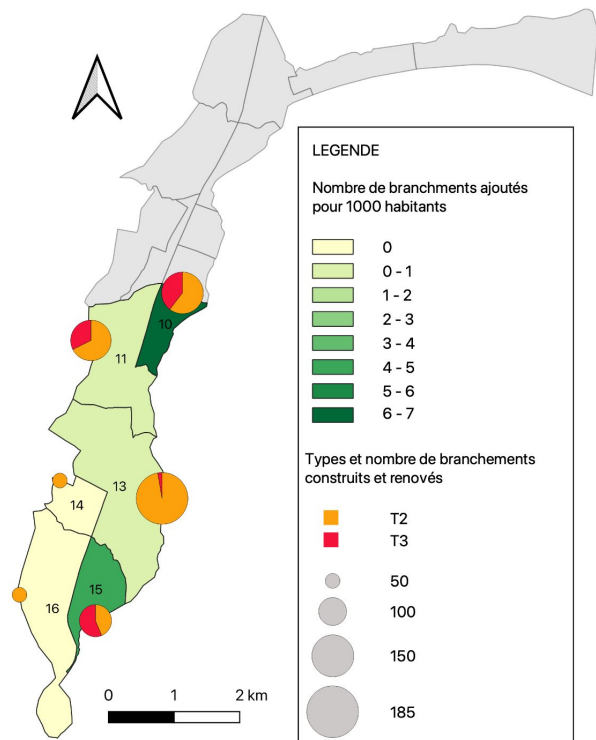 LEGENDE
Nombre de branchments ajoutés
pour 1000 habitants
0
0 - 1
1 - 2
2 - 3
3 - 4
4 - 5
5 - 6
6 - 7
Types et nombre de branchements
construits et renovés
T2
T3
50
100
150
185
10
11
13
14
15
16
0 1 2 km